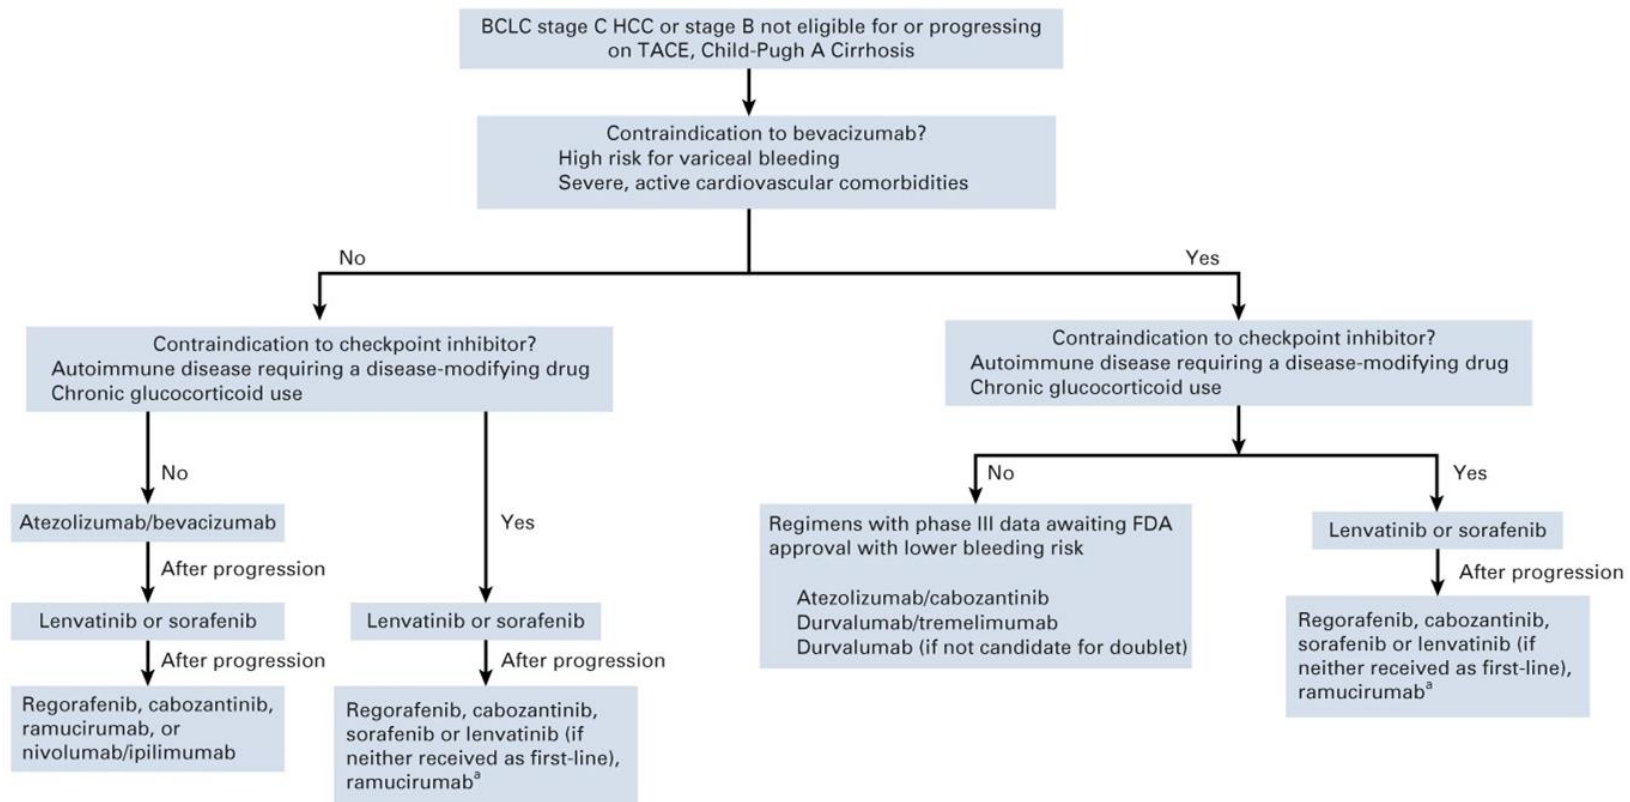 BCLC stage C HCC or stage B not eligible for or progressing
on TACE, Child-Pugh A Cirrhosis
Contraindication to bevacizumab?
High risk for variceal bleeding
Severe, active cardiovascular comorbidities
No
Yes
Contraindication to checkpoint inhibitor?
Autoimmune disease requiring a disease-modifying drug
Chronic glucocorticoid use
Contraindication to checkpoint inhibitor?
Autoimmune disease requiring a disease-modifying drug
Chronic glucocorticoid use
No
Yes
No
Yes
Atezolizumab/bevacizumab
After progression
Lenvatinib or sorafenib
After progression
Regorafenib, cabozantinib,
ramucirumab, or
nivolumab/ipilimumab
Lenvatinib or sorafenib
After progression
Regorafenib, cabozantinib,
sorafenib or lenvatinib (if
neither received as first-line),
ramucirumabᵃ
Regimens with phase III data awaiting FDA
approval with lower bleeding risk
Atezolizumab/cabozantinib
Durvalumab/tremelimumab
Durvalumab (if not candidate for doublet)
Lenvatinib or sorafenib
After progression
Regorafenib, cabozantinib,
sorafenib or lenvatinib (if
neither received as first-line),
ramucirumabᵃ